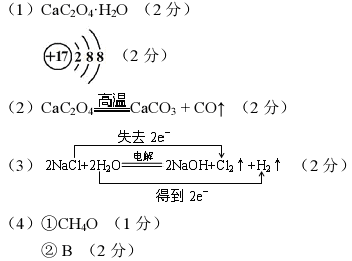 (1) CaC₂O₄·H₂O （2 分）
+17 2 8 8 （2 分）
(2) CaC₂O₄ 高温 CaCO₃ + CO↑ （2 分）
失去 2e⁻
(3) 2NaCl+2H₂O 电解 2NaOH+Cl₂↑+H₂↑ （2 分）
得到 2e⁻
(4) ①CH₄O （1 分）
② B （2 分）